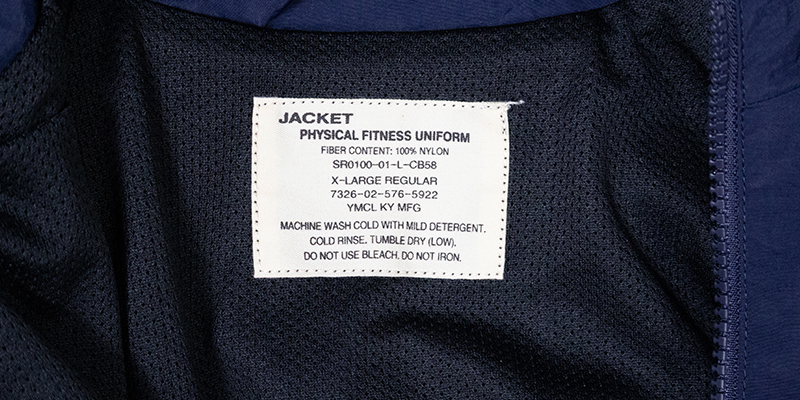 JACKET
PHYSICAL FITNESS UNIFORM
FIBER CONTENT: 100% NYLON
SR0100-01-L-CB58
X-LARGE REGULAR
7326-02-576-5922
YMCL KY MFG
MACHINE WASH COLD WITH MILD DETERGENT.
COLD RINSE. TUMBLE DRY (LOW).
DO NOT USE BLEACH. DO NOT IRON.